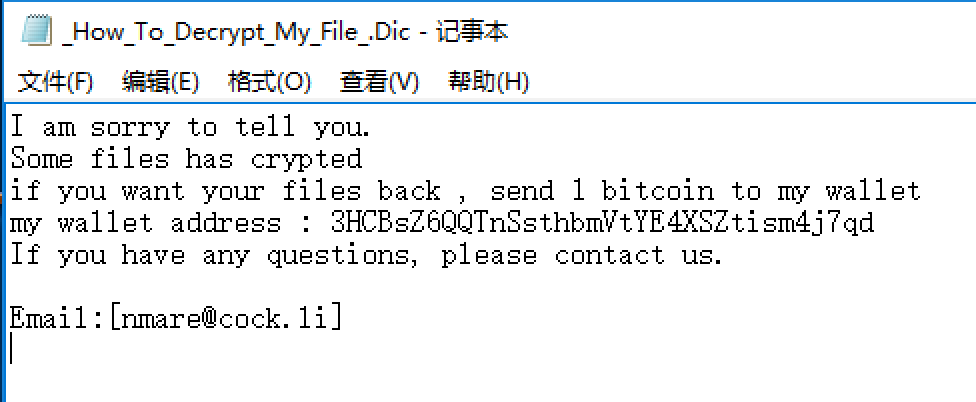 _How_To_Decrypt_My_File_.Dic - 记事本
文件(F) 编辑(E) 格式(O) 查看(V) 帮助(H)
I am sorry to tell you.
Some files has crypted
if you want your files back , send 1 bitcoin to my wallet
my wallet address : 3HCBsZ6QQTnSsthbmVtYE4XSZtism4j7qd
If you have any questions, please contact us.
Email:[nmare@cock.li]